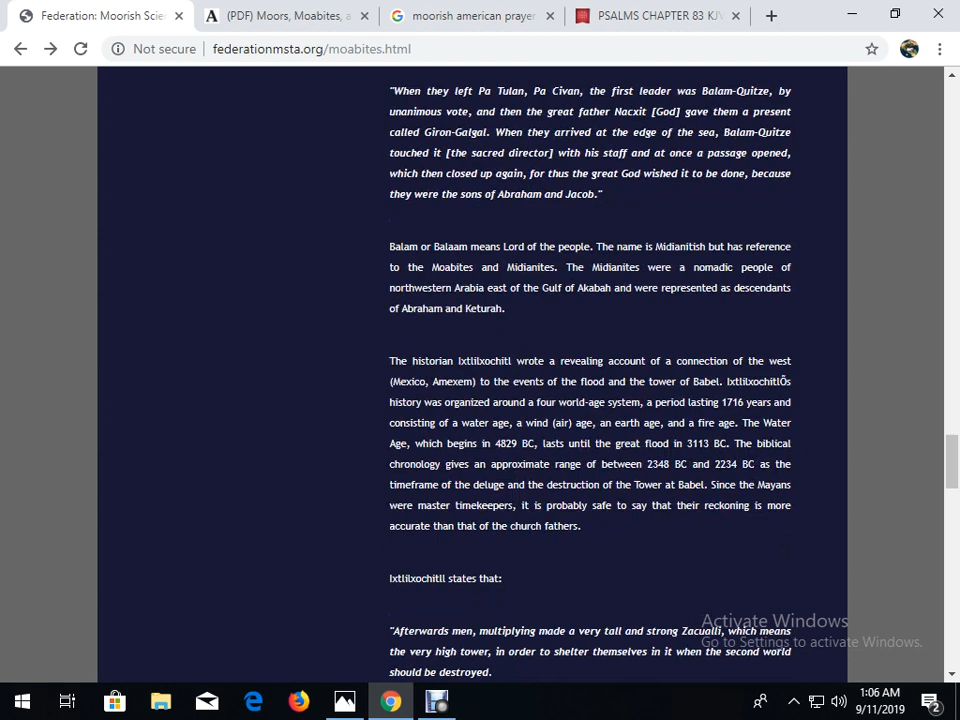 Federation: Moorish Scie
(PDF) Moors, Moabites, a
moorish american prayer
PSALMS CHAPTER 83 KJV
Not secure
federationmsta.org/moabites.html
"When they left Pa Tulan, Pa Civan, the first leader was Balam-Quitze, by
unanimous vote, and then the great father Nacxit [God] gave them a present
called Giron-Galgal. When they arrived at the edge of the sea, Balam-Quitze
touched it [the sacred director] with his staff and at once a passage opened,
which then closed up again, for thus the great God wished it to be done, because
they were the sons of Abraham and Jacob."
Balam or Balaam means Lord of the people. The name is Midianitish but has reference
to the Moabites and Midianites. The Midianites were a nomadic people of
northwestern Arabia east of the Gulf of Akabah and were represented as descendants
of Abraham and Keturah.
The historian Ixtlilxochitl wrote a revealing account of a connection of the west
(Mexico, Amexem) to the events of the flood and the tower of Babel. IxtlilxochitlÕs
history was organized around a four world-age system, a period lasting 1716 years and
consisting of a water age, a wind (air) age, an earth age, and a fire age. The Water
Age, which begins in 4829 BC, lasts until the great flood in 3113 BC. The biblical
chronology gives an approximate range of between 2348 BC and 2234 BC as the
timeframe of the deluge and the destruction of the Tower at Babel. Since the Mayans
were master timekeepers, it is probably safe to say that their reckoning is more
accurate than that of the church fathers.
Ixtlilxochitll states that:
"Afterwards men, multiplying made a very tall and strong Zacualli, which means
the very high tower, in order to shelter themselves in it when the second world
should be destroyed.
Activate Windows
Go to Settings to activate Windows.
1:06 AM
9/11/2019
2